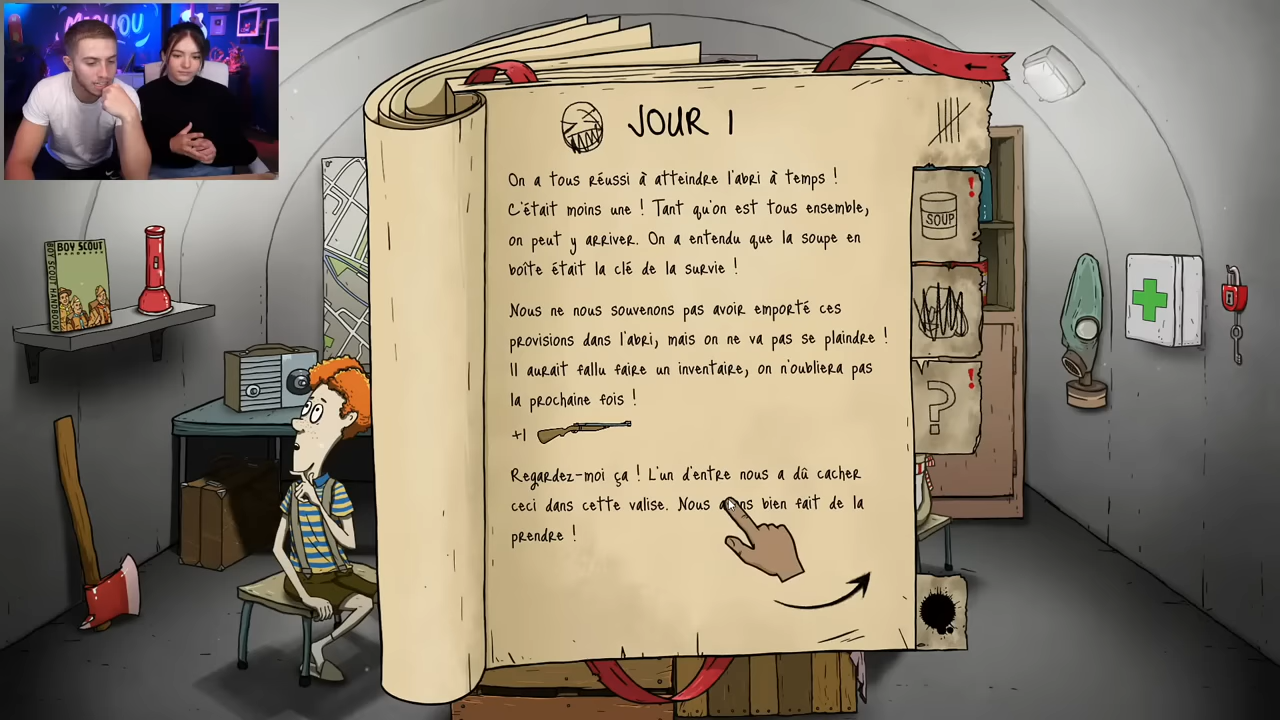 MICHOU
JOUR 1
On a tous réussi à atteindre l'abri à temps !
C'était moins une ! Tant qu'on est tous ensemble,
on peut y arriver. On a entendu que la soupe en
boîte était la clé de la survie !
Nous ne nous souvenons pas avoir emporté ces
provisions dans l'abri, mais on ne va pas se plaindre !
Il aurait fallu faire un inventaire, on n'oubliera pas
la prochaine fois !
+1
Regardez-moi ça ! L'un d'entre nous a dû cacher
ceci dans cette valise. Nous bien fait de la
prendre !
!
SOUP
!
?
BOY SCOUT
BOY SCOUT HANDBOOK